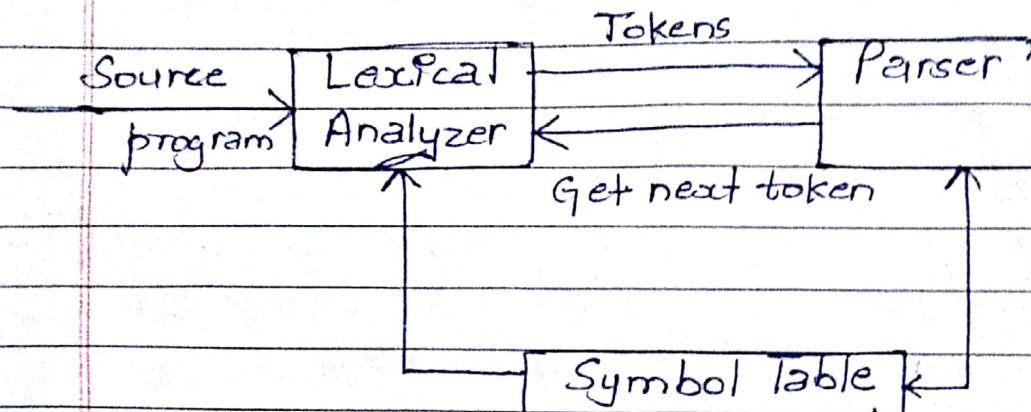 Tokens
Source Lexical Parser
program Analyzer
Get next token
Symbol Table